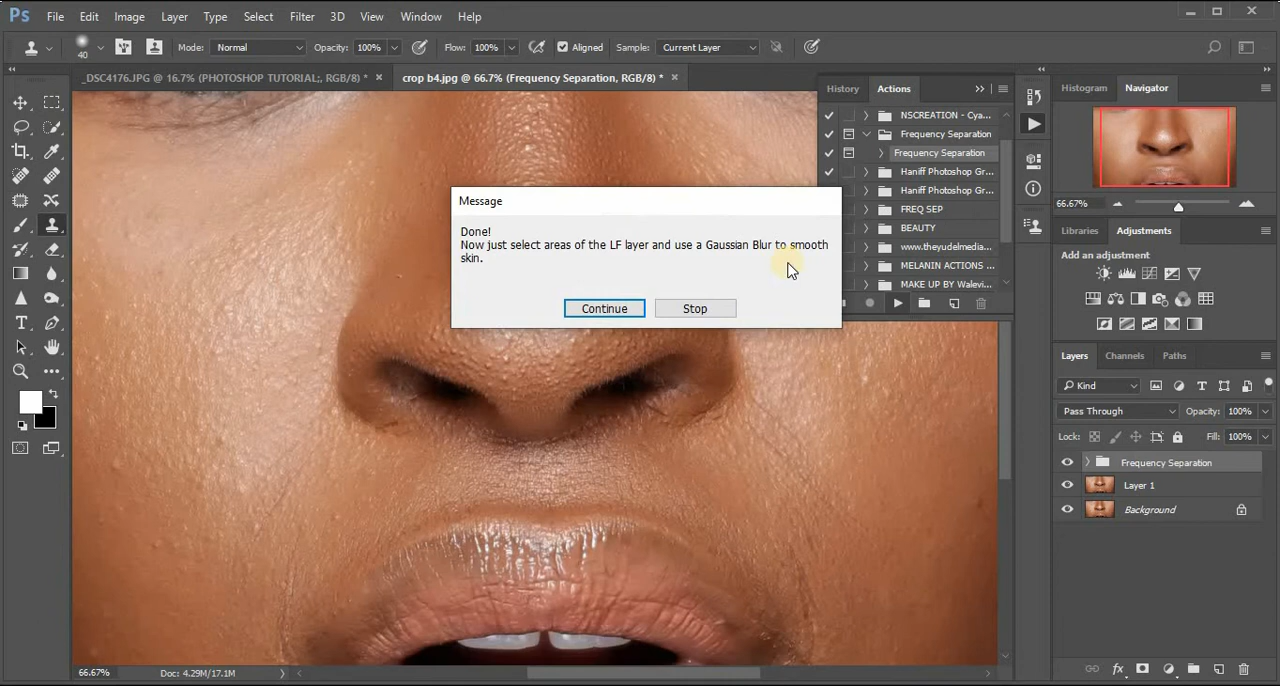 Ps File Edit Image Layer Type Select Filter 3D View Window Help
40 Mode: Normal Opacity: 100% Flow: 100% Aligned Sample: Current Layer
_DSC4176.JPG @ 16.7% (PHOTOSHOP TUTORIAL;, RGB/8) * × crop b4.jpg @ 66.7% (Frequency Separation, RGB/8) * ×
History Actions
NSCREATION - Cya...
Frequency Separation
Frequency Separation
Haniff Photoshop Gr...
Haniff Photoshop Gr...
FREQ SEP
BEAUTY
www.theyudelmedia...
MELANIN ACTIONS ...
MAKE UP BY Walevi...
Message
Done!
Now just select areas of the LF layer and use a Gaussian Blur to smooth
skin.
Continue Stop
Histogram Navigator
66.67%
Libraries Adjustments
Add an adjustment
Layers Channels Paths
Kind
Pass Through Opacity: 100%
Lock: Fill: 100%
Frequency Separation
Layer 1
Background
fx
66.67% Doc: 4.29M/17.1M